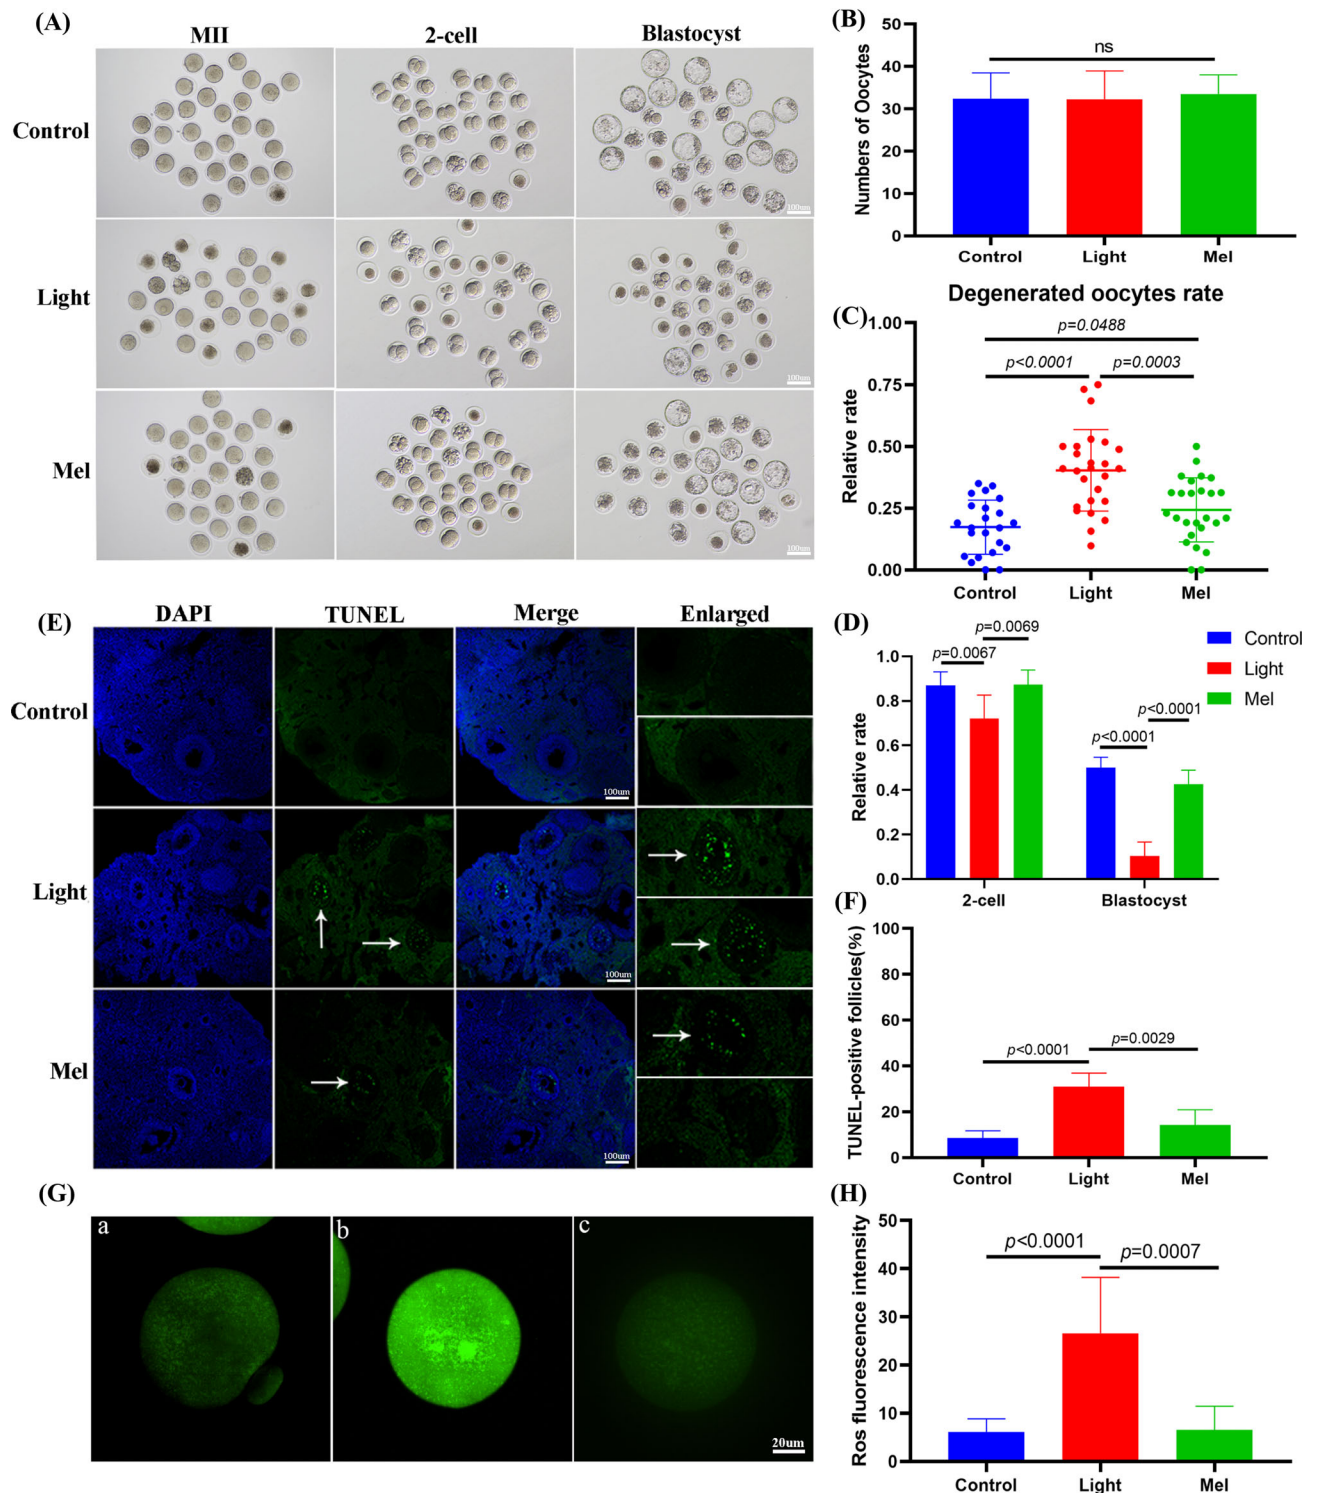 (A)
MII 2-cell Blastocyst
Control
100um
Light
100um
Mel
100um
(B)
Numbers of Oocytes
50
40
30
20
10
0
ns
Control Light Mel
Degenerated oocytes rate
(C)
Relative rate
1.00
0.75
0.50
0.25
0.00
p=0.0488
p<0.0001 p=0.0003
Control Light Mel
(E)
DAPI TUNEL Merge Enlarged
Control
100um
Light
100um
Mel
100um
(D)
Relative rate
1.0
0.8
0.6
0.4
0.2
0.0
p=0.0069
p=0.0067
p<0.0001
p<0.0001
2-cell Blastocyst
Control
Light
Mel
(F)
TUNEL-positive follicles(%)
100
80
60
40
20
0
p<0.0001 p=0.0029
Control Light Mel
(G)
a b c
20um
(H)
Ros fluorescence intensity
50
40
30
20
10
0
p<0.0001 p=0.0007
Control Light Mel